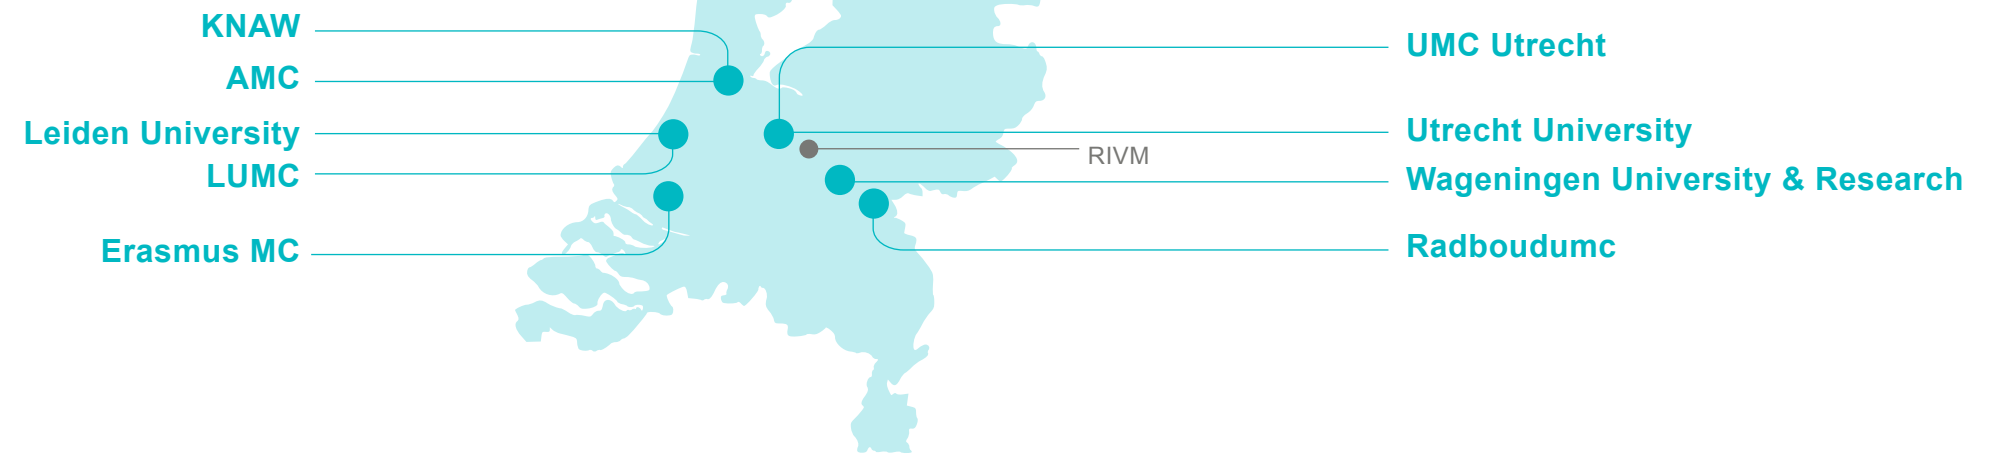 KNAW
AMC
Leiden University
LUMC
Erasmus MC
UMC Utrecht
Utrecht University
RIVM
Wageningen University & Research
Radboudumc